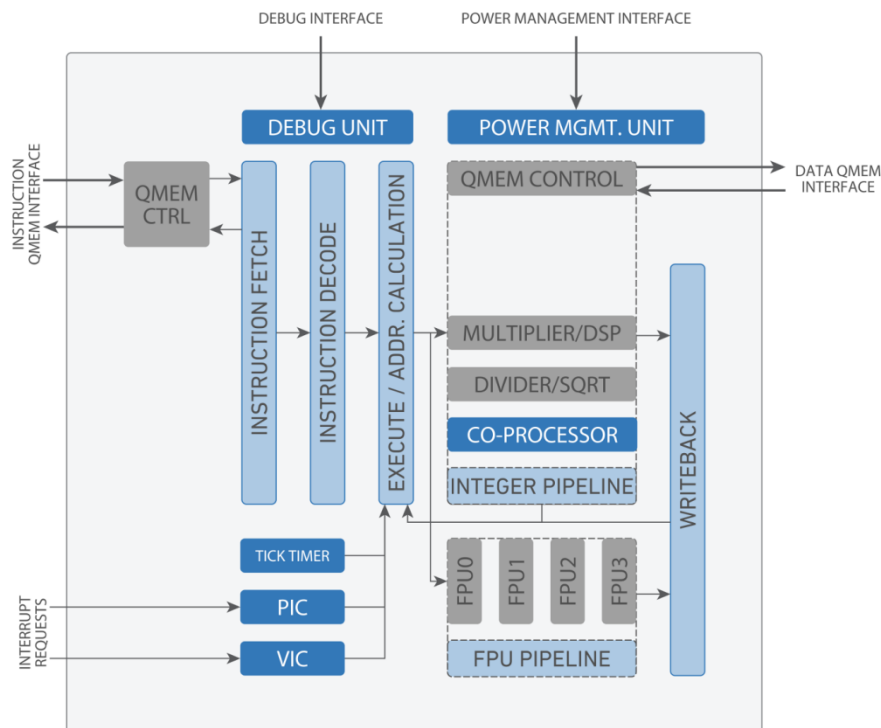 DEBUG INTERFACE
POWER MANAGEMENT INTERFACE
DEBUG UNIT
POWER MGMT. UNIT
INSTRUCTION
QMEM INTERFACE
QMEM
CTRL
INSTRUCTION FETCH
INSTRUCTION DECODE
EXECUTE / ADDR. CALCULATION
QMEM CONTROL
DATA QMEM
INTERFACE
MULTIPLIER/DSP
DIVIDER/SQRT
CO-PROCESSOR
INTEGER PIPELINE
WRITEBACK
TICK TIMER
PIC
VIC
INTERRUPT
REQUESTS
FPU0
FPU1
FPU2
FPU3
FPU PIPELINE